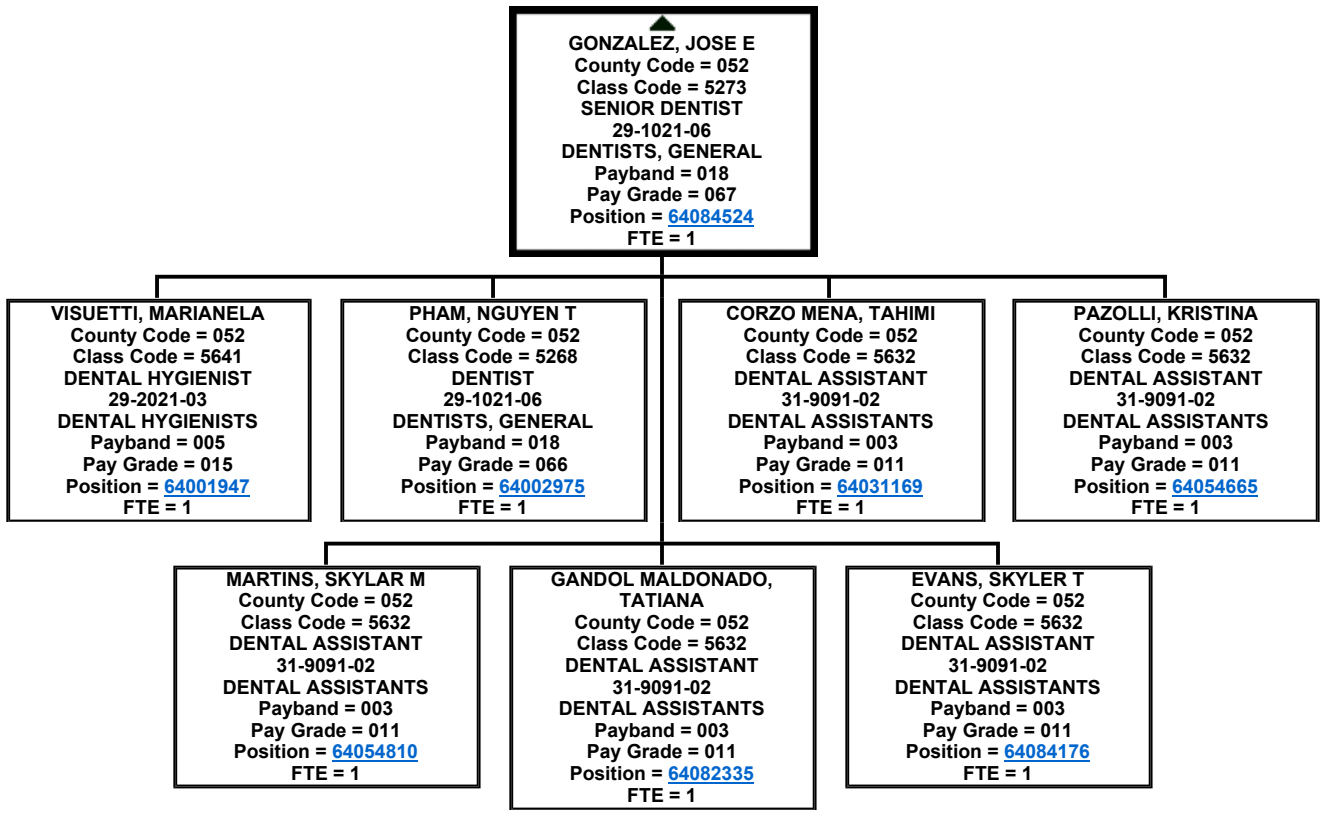 GONZALEZ, JOSE E
County Code = 052
Class Code = 5273
SENIOR DENTIST
29-1021-06
DENTISTS, GENERAL
Payband = 018
Pay Grade = 067
Position = 64084524
FTE = 1
VISUETTI, MARIANELA
County Code = 052
Class Code = 5641
DENTAL HYGIENIST
29-2021-03
DENTAL HYGIENISTS
Payband = 005
Pay Grade = 015
Position = 64001947
FTE = 1
PHAM, NGUYEN T
County Code = 052
Class Code = 5268
DENTIST
29-1021-06
DENTISTS, GENERAL
Payband = 018
Pay Grade = 066
Position = 64002975
FTE = 1
CORZO MENA, TAHIMI
County Code = 052
Class Code = 5632
DENTAL ASSISTANT
31-9091-02
DENTAL ASSISTANTS
Payband = 003
Pay Grade = 011
Position = 64031169
FTE = 1
PAZOLLI, KRISTINA
County Code = 052
Class Code = 5632
DENTAL ASSISTANT
31-9091-02
DENTAL ASSISTANTS
Payband = 003
Pay Grade = 011
Position = 64054665
FTE = 1
MARTINS, SKYLAR M
County Code = 052
Class Code = 5632
DENTAL ASSISTANT
31-9091-02
DENTAL ASSISTANTS
Payband = 003
Pay Grade = 011
Position = 64054810
FTE = 1
GANDOL MALDONADO,
TATIANA
County Code = 052
Class Code = 5632
DENTAL ASSISTANT
31-9091-02
DENTAL ASSISTANTS
Payband = 003
Pay Grade = 011
Position = 64082335
FTE = 1
EVANS, SKYLER T
County Code = 052
Class Code = 5632
DENTAL ASSISTANT
31-9091-02
DENTAL ASSISTANTS
Payband = 003
Pay Grade = 011
Position = 64084176
FTE = 1